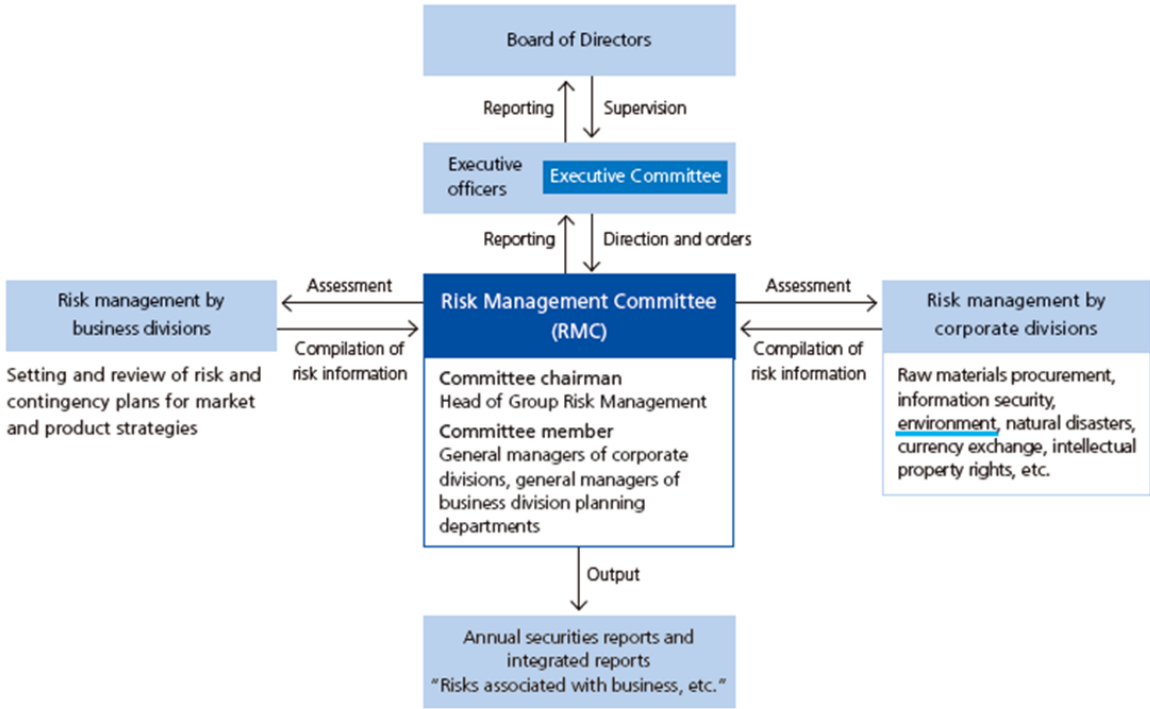 Board of Directors
Reporting
Supervision
Executive
officers
Executive Committee
Reporting
Direction and orders
Risk management by
business divisions
Assessment
Compilation of
risk information
Setting and review of risk and
contingency plans for market
and product strategies
Risk Management Committee
(RMC)
Committee chairman
Head of Group Risk Management
Committee member
General managers of corporate
divisions, general managers of
business division planning
departments
Assessment
Compilation of
risk information
Risk management by
corporate divisions
Raw materials procurement,
information security,
environment, natural disasters,
currency exchange, intellectual
property rights, etc.
Output
Annual securities reports and
integrated reports
"Risks associated with business, etc."